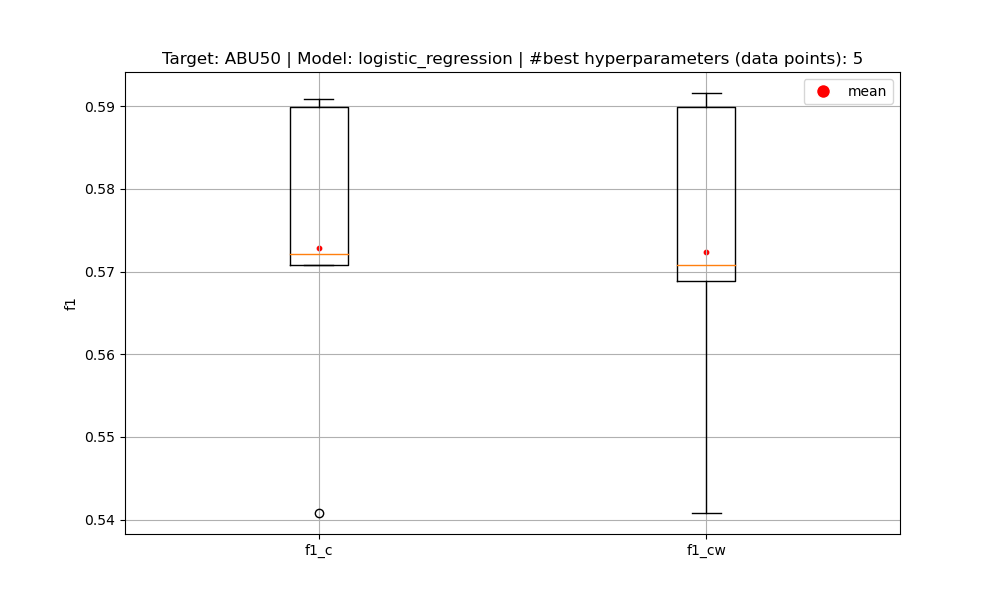 Target: ABU50 | Model: logistic_regression | #best hyperparameters (data points): 5
mean
0.59
0.58
0.57
0.56
0.55
0.54
f1
f1_c
f1_cw